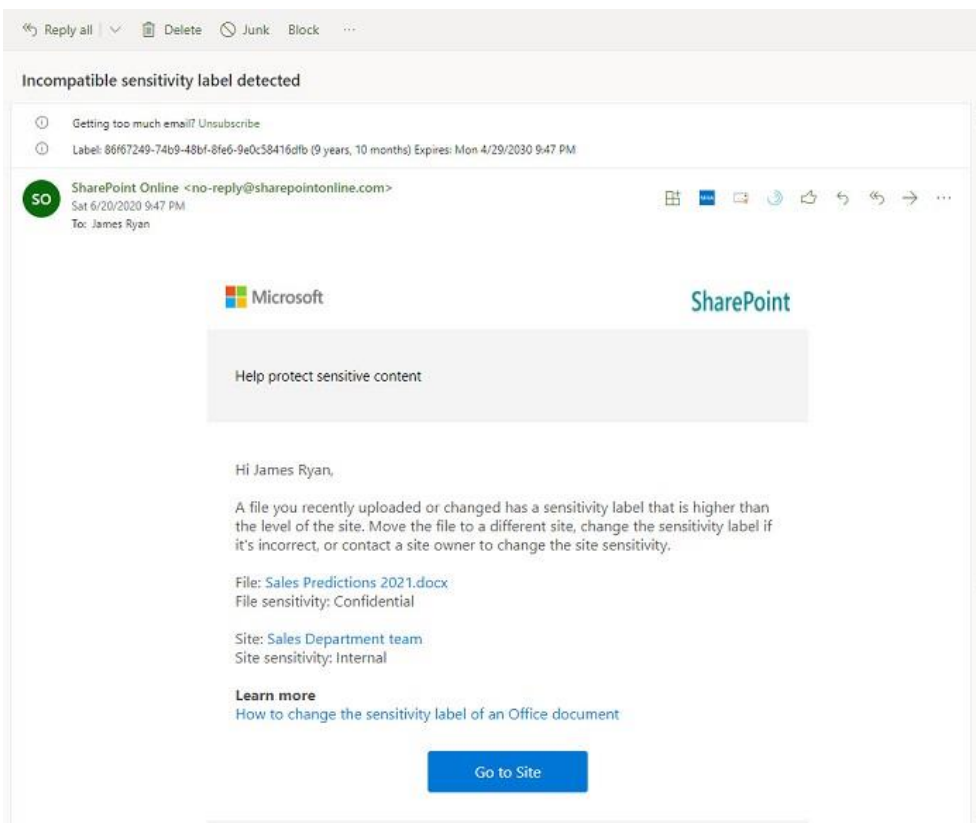 Reply all Delete Junk Block ...
Incompatible sensitivity label detected
Getting too much email? Unsubscribe
Label: 86f67249-74b9-48bf-8fe6-9e0c58416dfb (9 years, 10 months) Expires: Mon 4/29/2030 9:47 PM
SO
SharePoint Online <no-reply@sharepointonline.com>
Sat 6/20/2020 9:47 PM
To: James Ryan
Microsoft
SharePoint
Help protect sensitive content
Hi James Ryan,
A file you recently uploaded or changed has a sensitivity label that is higher than
the level of the site. Move the file to a different site, change the sensitivity label if
it's incorrect, or contact a site owner to change the site sensitivity.
File: Sales Predictions 2021.docx
File sensitivity: Confidential
Site: Sales Department team
Site sensitivity: Internal
Learn more
How to change the sensitivity label of an Office document
Go to Site